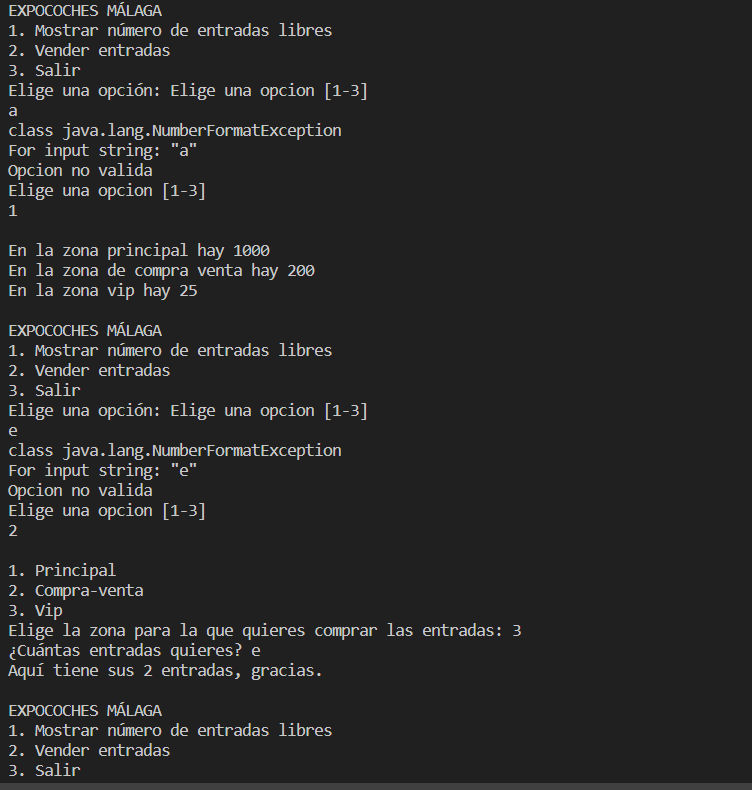 EXPOCOCHES MÁLAGA
1. Mostrar número de entradas libres
2. Vender entradas
3. Salir
Elige una opción: Elige una opcion [1-3]
a
class java.lang.NumberFormatException
For input string: "a"
Opcion no valida
Elige una opcion [1-3]
1
En la zona principal hay 1000
En la zona de compra venta hay 200
En la zona vip hay 25
EXPOCOCHES MÁLAGA
1. Mostrar número de entradas libres
2. Vender entradas
3. Salir
Elige una opción: Elige una opcion [1-3]
e
class java.lang.NumberFormatException
For input string: "e"
Opcion no valida
Elige una opcion [1-3]
2
1. Principal
2. Compra-venta
3. Vip
Elige la zona para la que quieres comprar las entradas: 3
¿Cuántas entradas quieres? e
Aquí tiene sus 2 entradas, gracias.
EXPOCOCHES MÁLAGA
1. Mostrar número de entradas libres
2. Vender entradas
3. Salir